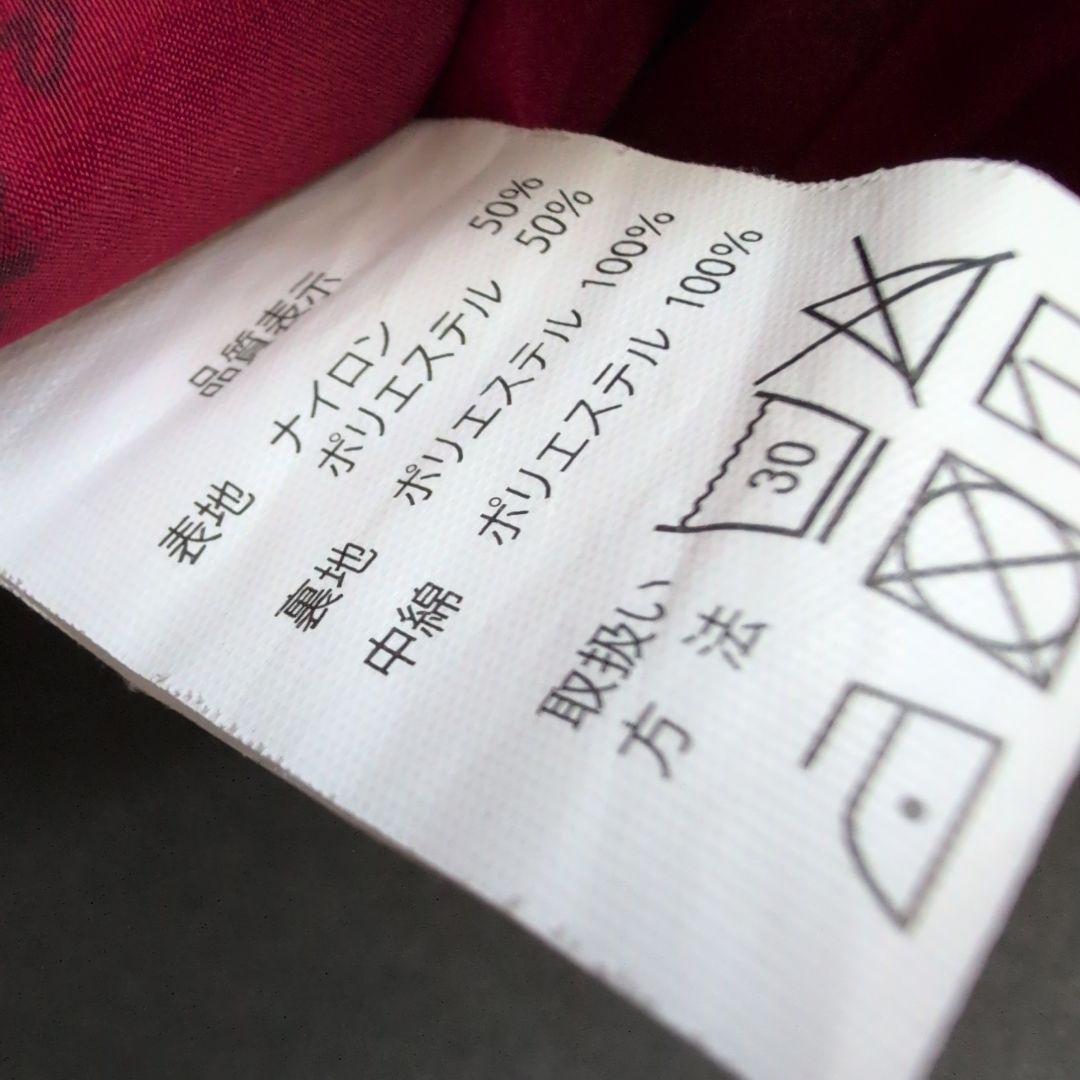 品質表示
表地 ナイロン 50%
ポリエステル 50%
裏地 ポリエステル 100%
中綿 ポリエステル 100%
取扱い
方法
30